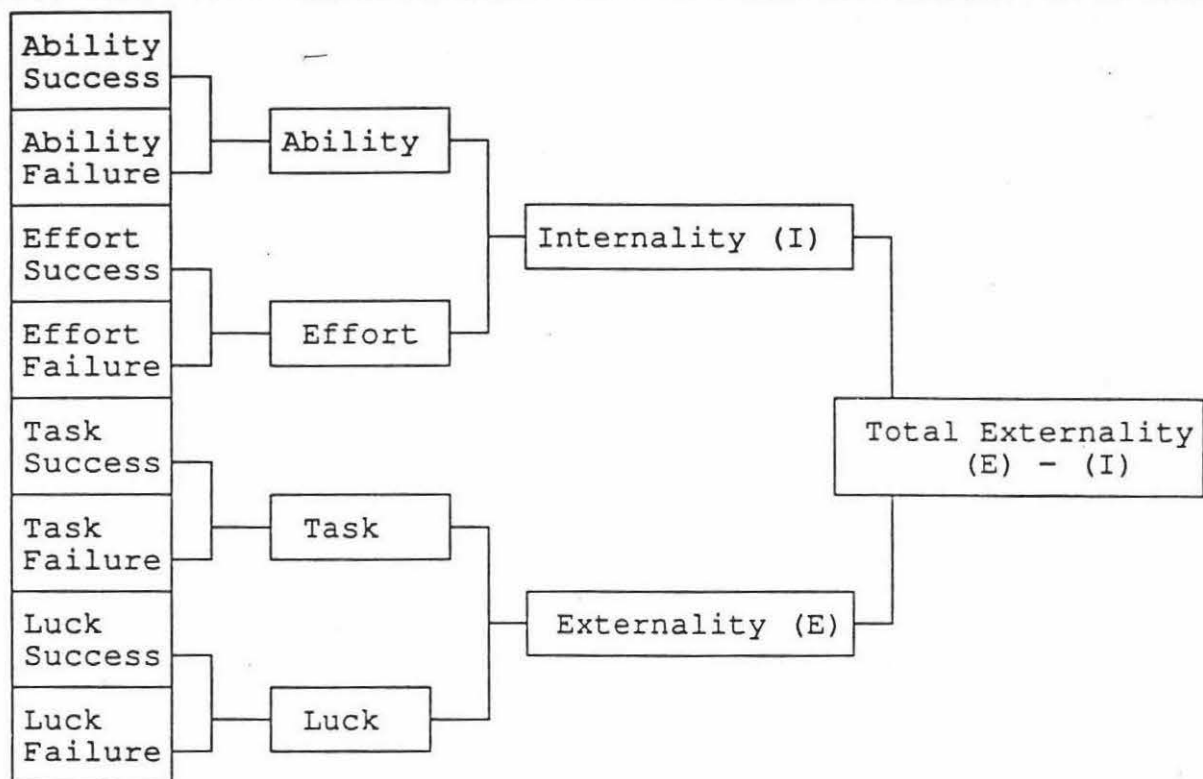 Ability
Success
Ability
Failure
Effort
Success
Effort
Failure
Task
Success
Task
Failure
Luck
Success
Luck
Failure
Ability
Effort
Task
Luck
Internality (I)
Externality (E)
Total Externality
(E) - (I)